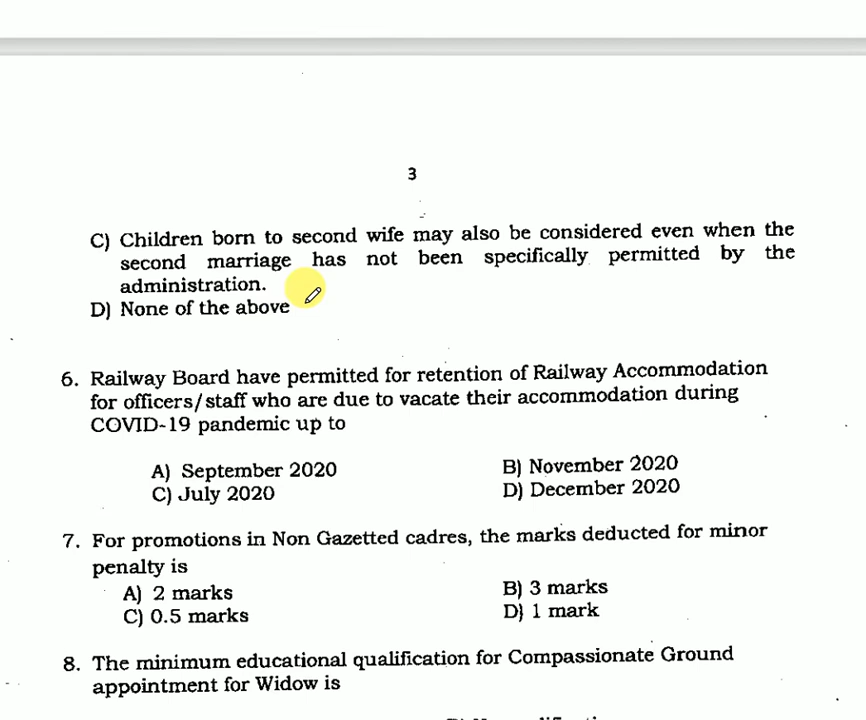 3
C) Children born to second wife may also be considered even when the
second marriage has not been specifically permitted by the
administration.
D) None of the above
6. Railway Board have permitted for retention of Railway Accommodation
for officers/staff who are due to vacate their accommodation during
COVID-19 pandemic up to
A) September 2020 B) November 2020
C) July 2020 D) December 2020
7. For promotions in Non Gazetted cadres, the marks deducted for minor
penalty is
A) 2 marks B) 3 marks
C) 0.5 marks D) 1 mark
8. The minimum educational qualification for Compassionate Ground
appointment for Widow is